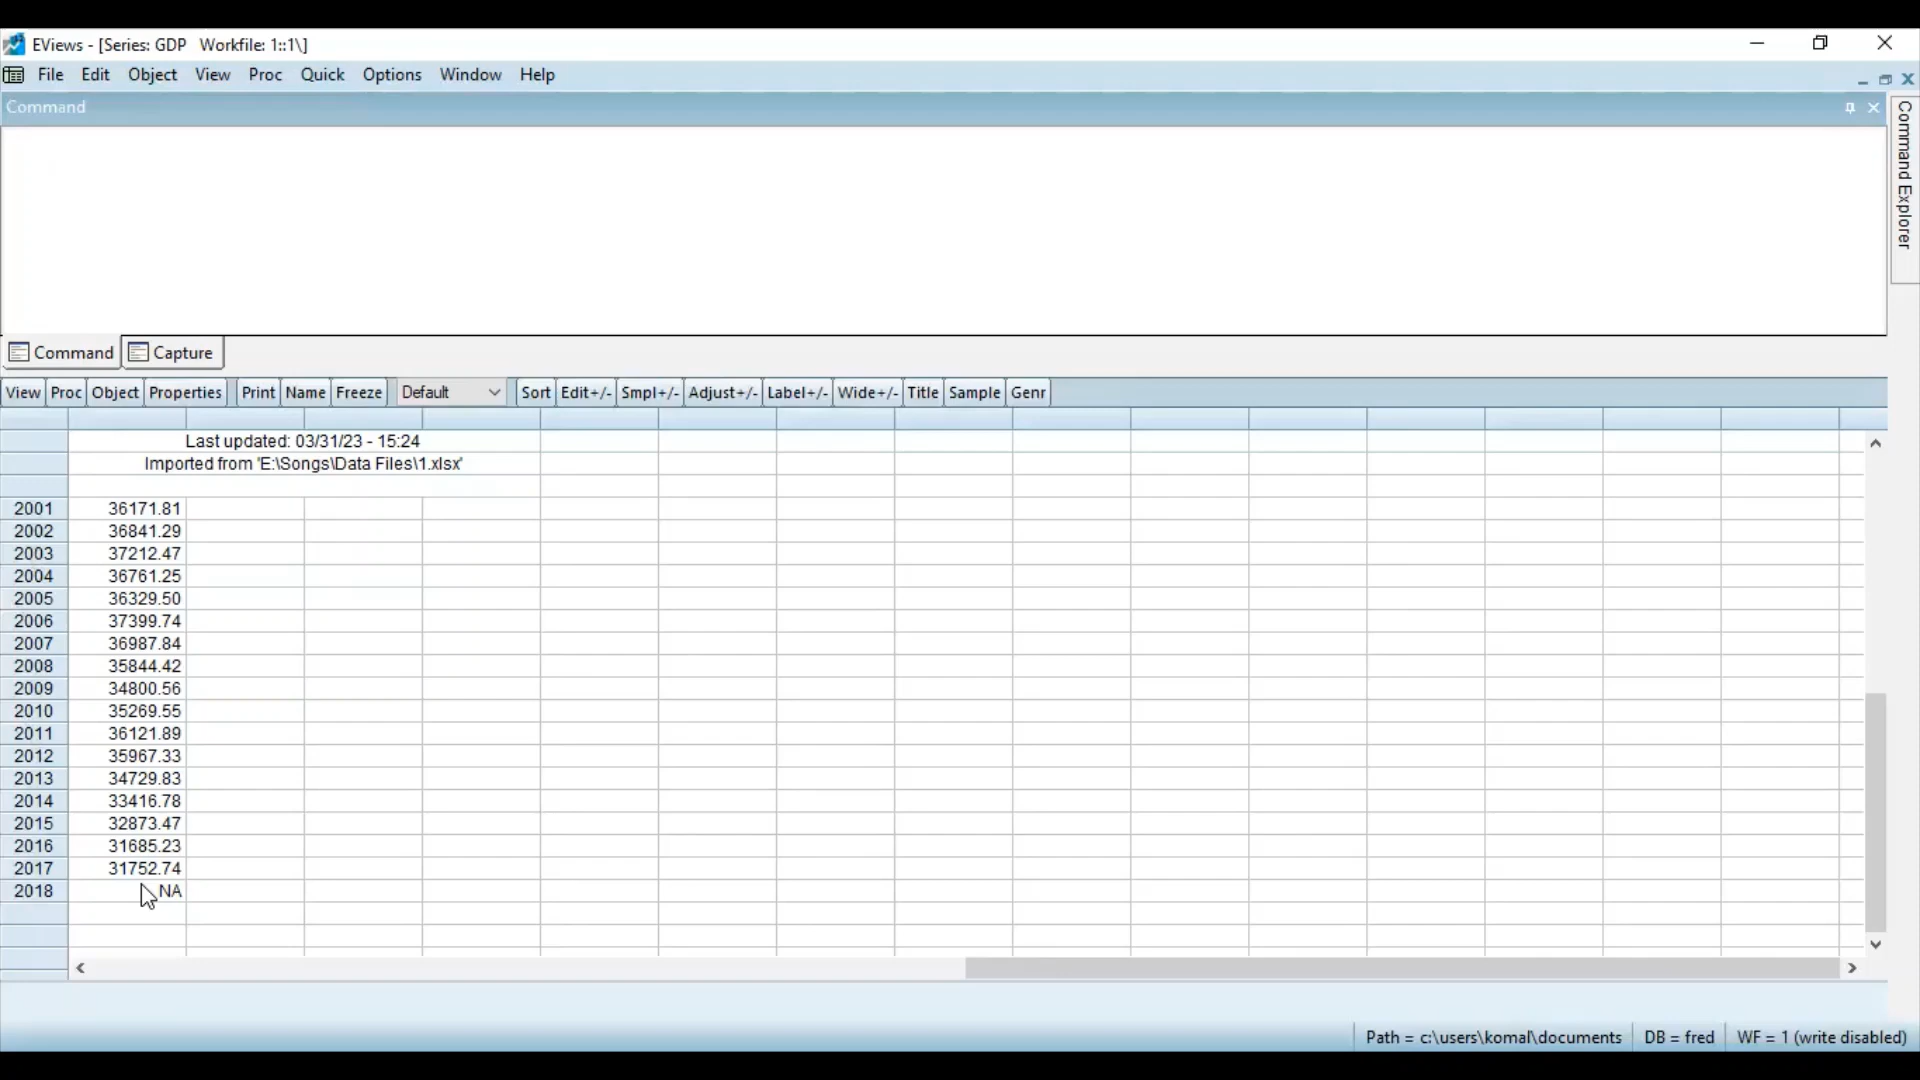 EViews - [Series: GDP   Workfile: 1::1\]
File Edit Object View Proc Quick Options Window Help
Command
Command Explorer
Command Capture
View Proc Object Properties Print Name Freeze Default Sort Edit+/- Smpl+/- Adjust+/- Label+/- Wide+/- Title Sample Genr
Last updated: 03/31/23 - 15:24
Imported from 'E:\Songs\Data Files\1.xlsx'
2001 36171.81
2002 36841.29
2003 37212.47
2004 36761.25
2005 36329.50
2006 37399.74
2007 36987.84
2008 35844.42
2009 34800.56
2010 35269.55
2011 36121.89
2012 35967.33
2013 34729.83
2014 33416.78
2015 32873.47
2016 31685.23
2017 31752.74
2018 NA
Path = c:\users\komal\documents DB = fred WF = 1 (write disabled)